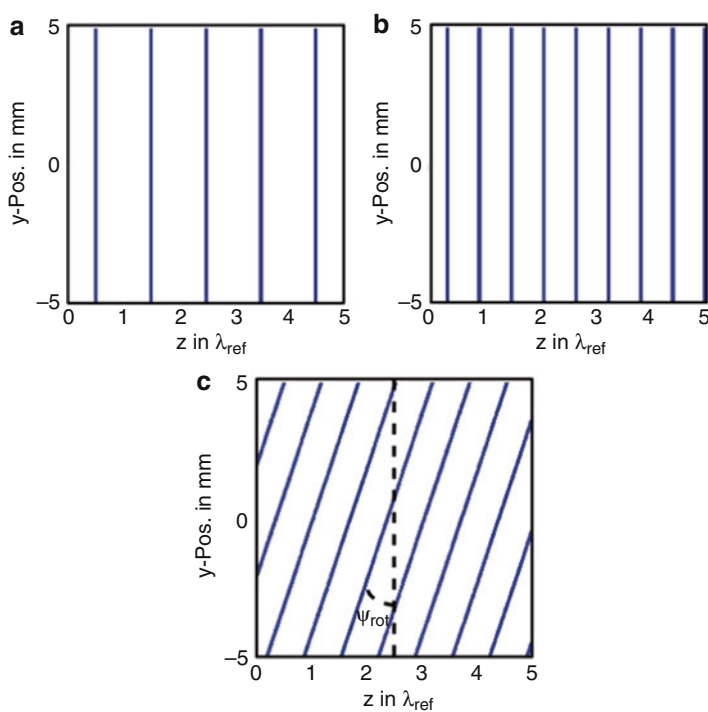 a
5
0
–5
y-Pos. in mm
0 1 2 3 4 5
z in λref
b
5
0
–5
y-Pos. in mm
0 1 2 3 4 5
z in λref
c
5
0
–5
y-Pos. in mm
ψrot
0 1 2 3 4 5
z in λref